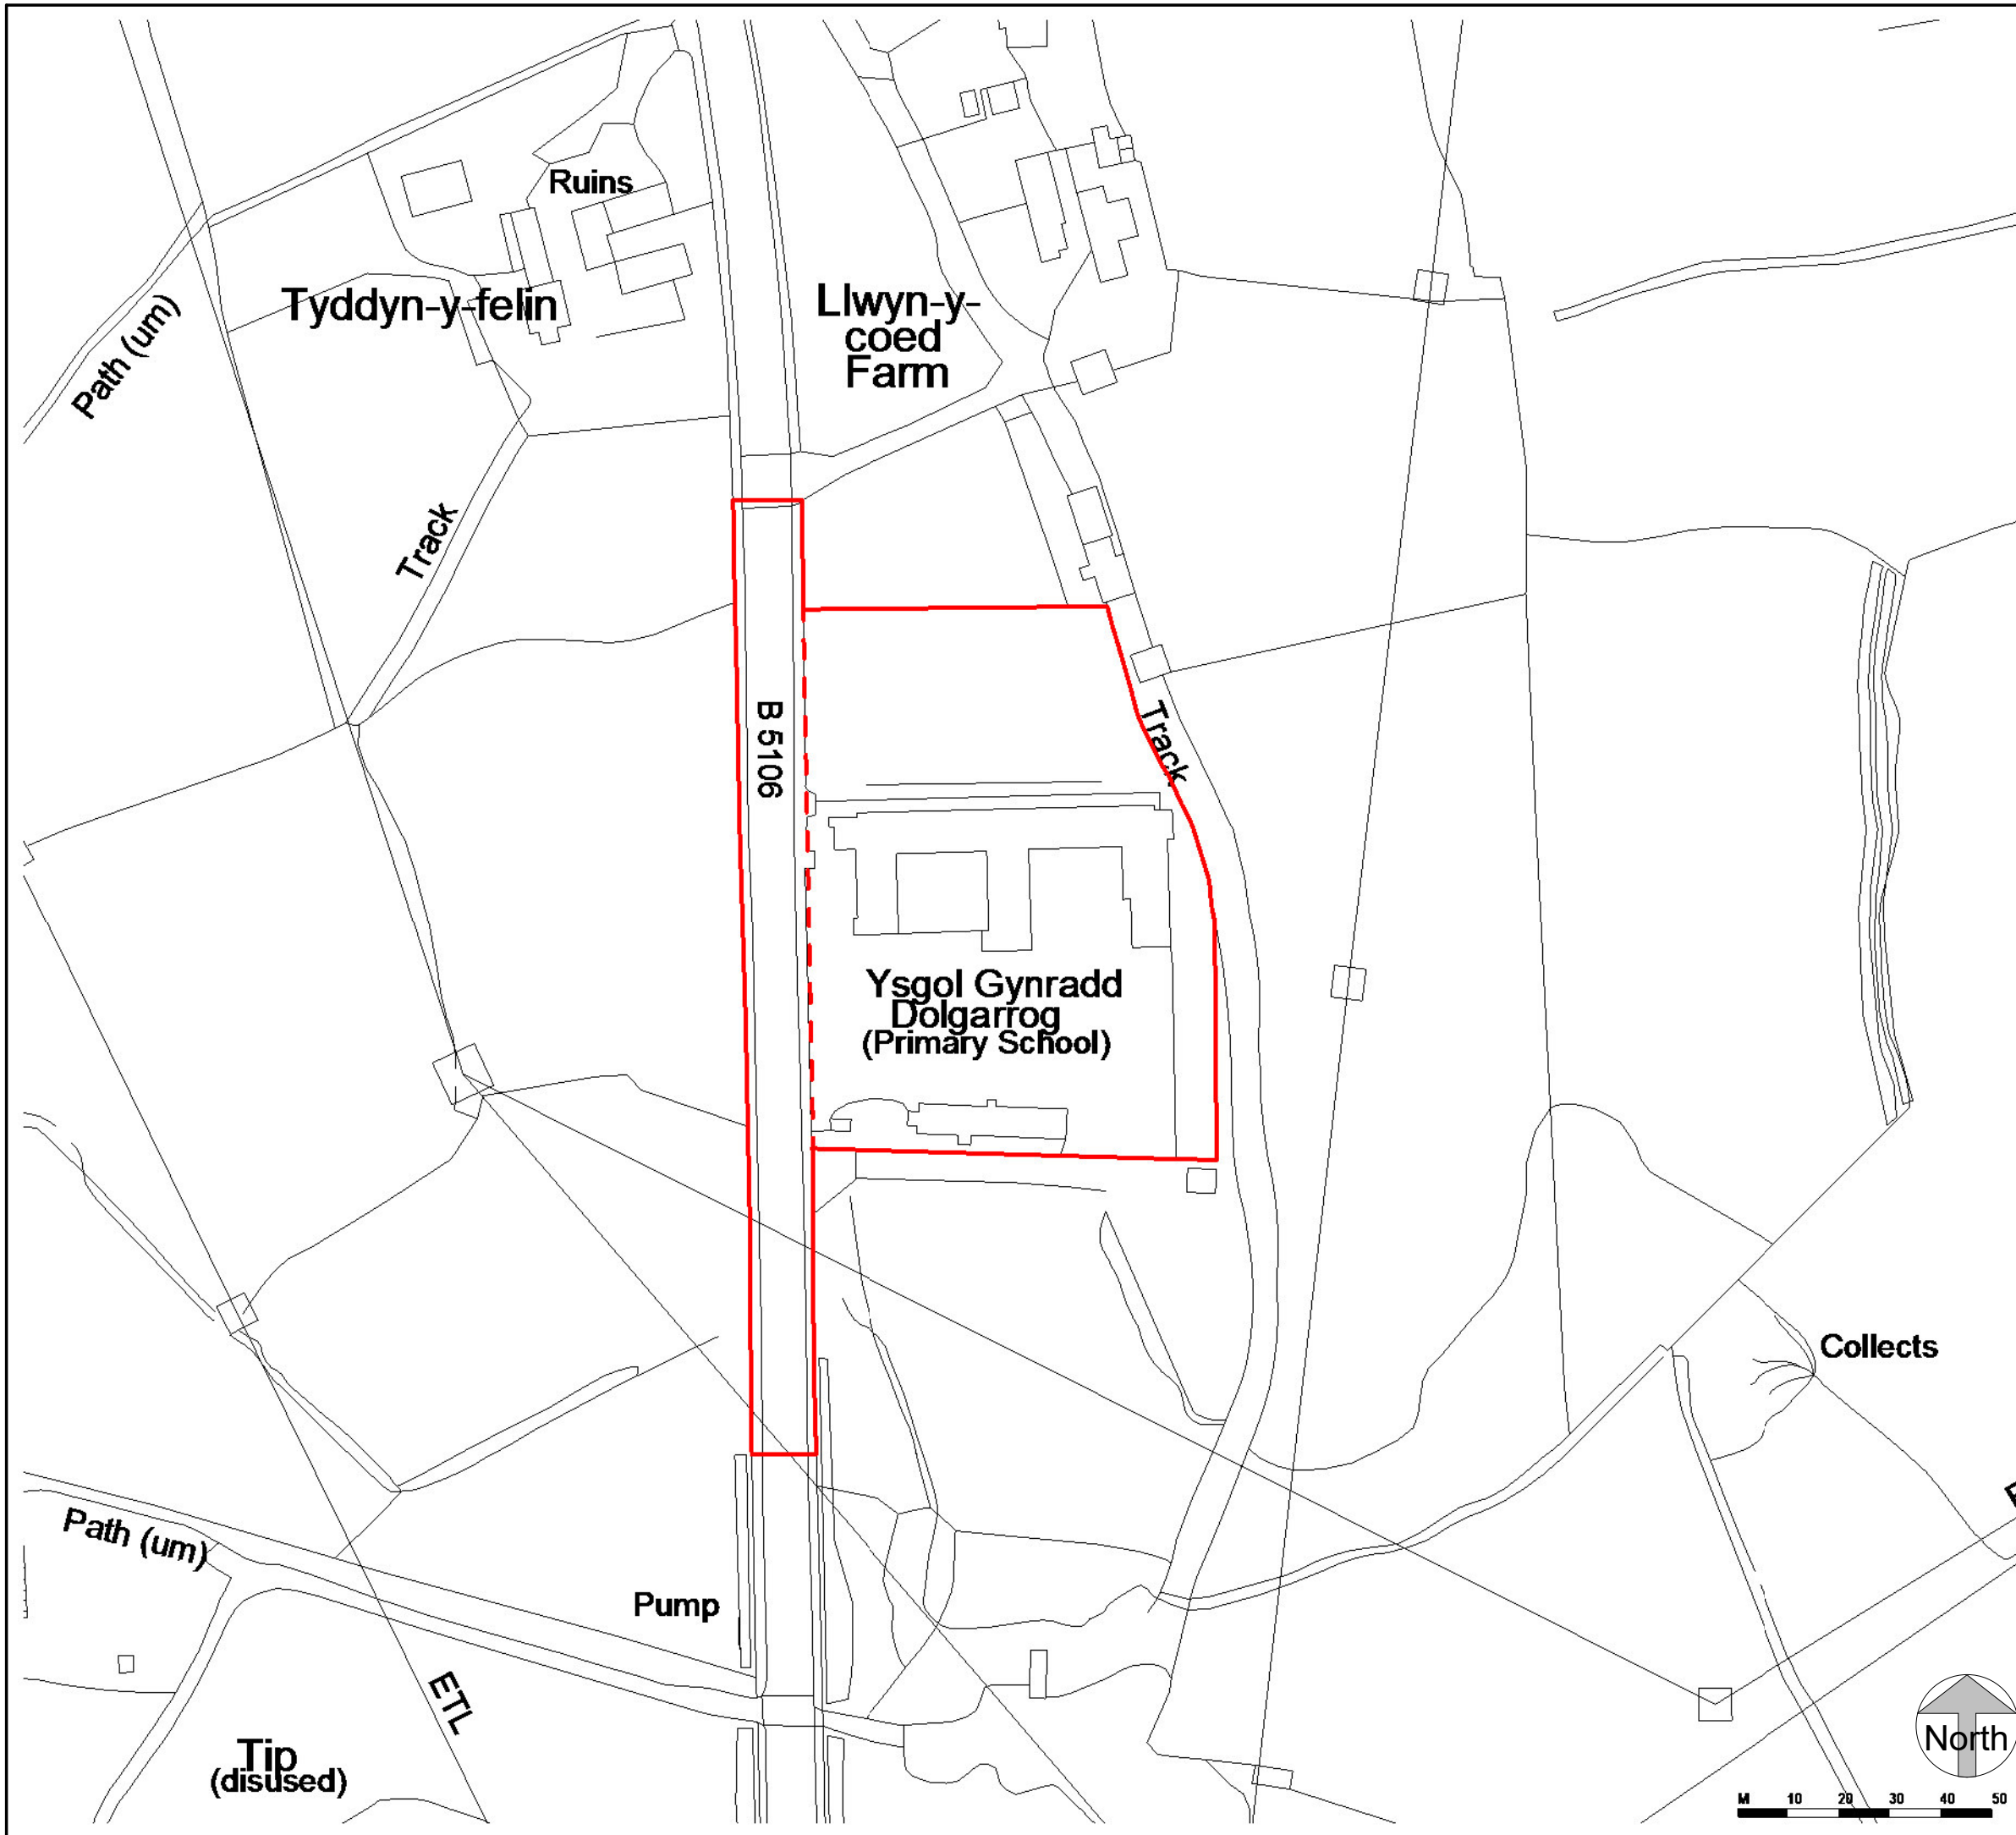 Ruins
Tyddyn-y-felin
Llwyn-y-
coed
Farm
Path (um)
Track
B 5106
Track
Ysgol Gynradd
Dolgarrog
(Primary School)
Collects
Path (um)
Pump
ETL
Tip
(disused)
North
M 10 20 30 40 50